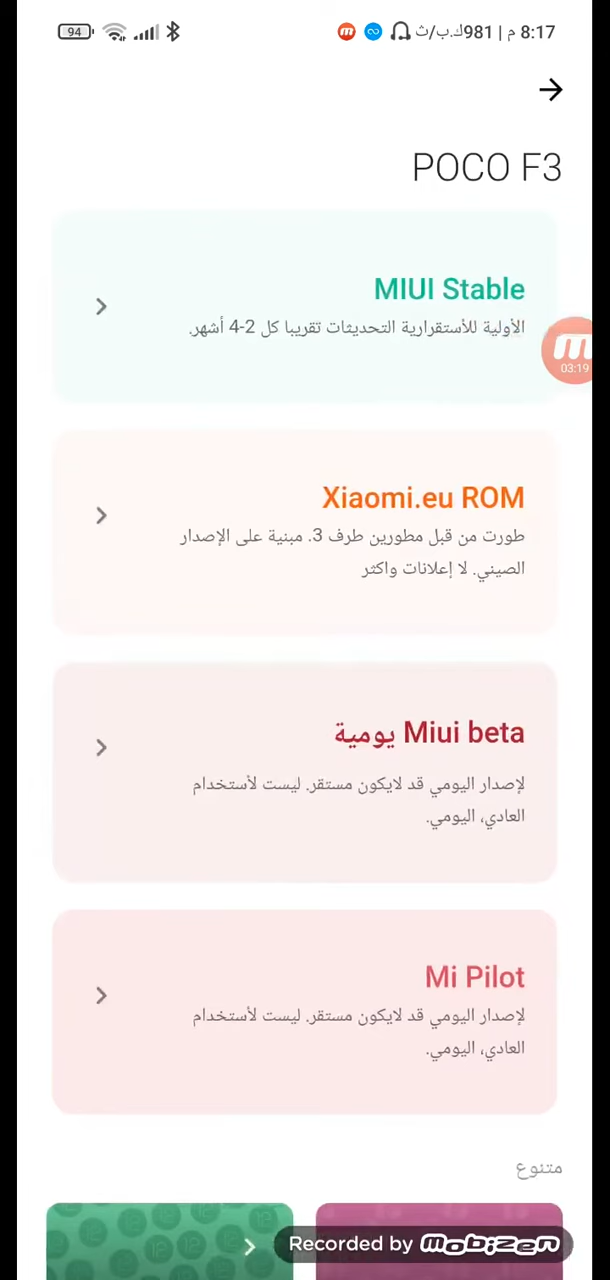 94 8:17 م | 981ك.ب/ث
POCO F3
MIUI Stable
الأولية للأستقرارية التحديثات تقريبا كل 2-4 أشهر.
03:19
Xiaomi.eu ROM
طورت من قبل مطورين طرف 3. مبنية على الإصدار
الصيني. لا إعلانات واكثر
Miui beta يومية
لإصدار اليومي قد لايكون مستقر. ليست لأستخدام
العادي، اليومي.
Mi Pilot
لإصدار اليومي قد لايكون مستقر. ليست لأستخدام
العادي، اليومي.
متنوع
Recorded by mobizen